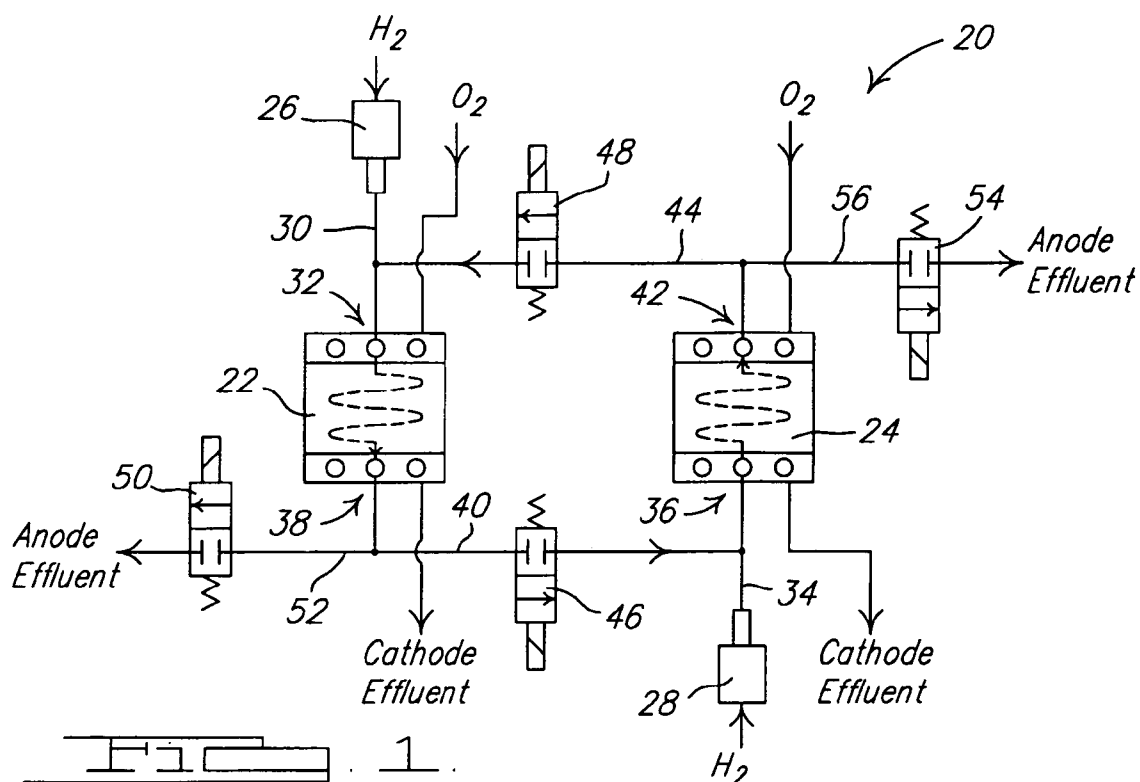 H2
20
26
O2
O2
48
30
44
56
54
Anode
Effluent
32
42
22
24
50
38
40
36
Anode
Effluent
52
46
34
Cathode
Effluent
28
Cathode
Effluent
H2
FIG. 1.